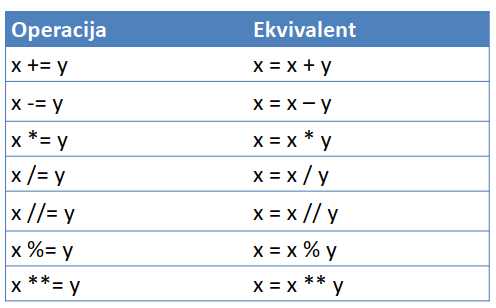 Operacija Ekvivalent
x += y x = x + y
x -= y x = x – y
x *= y x = x * y
x /= y x = x / y
x //= y x = x // y
x %= y x = x % y
x **= y x = x ** y